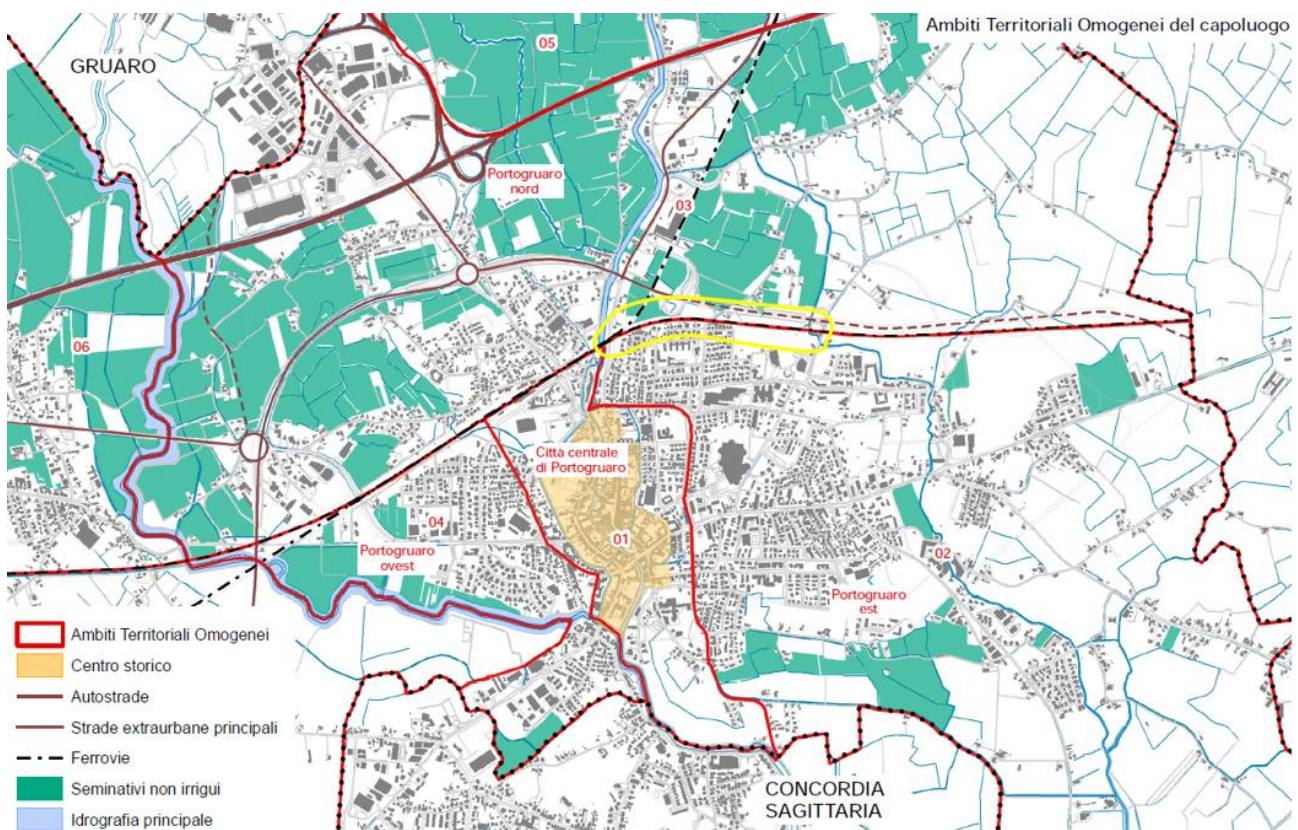 Ambiti Territoriali Omogenei del capoluogo
GRUARO
05
Portogruaro
nord
03
06
Città centrale
di Portogruaro
04
01
Portogruaro
ovest
02
Portogruaro
est
Ambiti Territoriali Omogenei
Centro storico
Autostrade
Strade extraurbane principali
Ferrovie
Seminativi non irrigui
Idrografia principale
CONCORDIA
SAGITTARIA